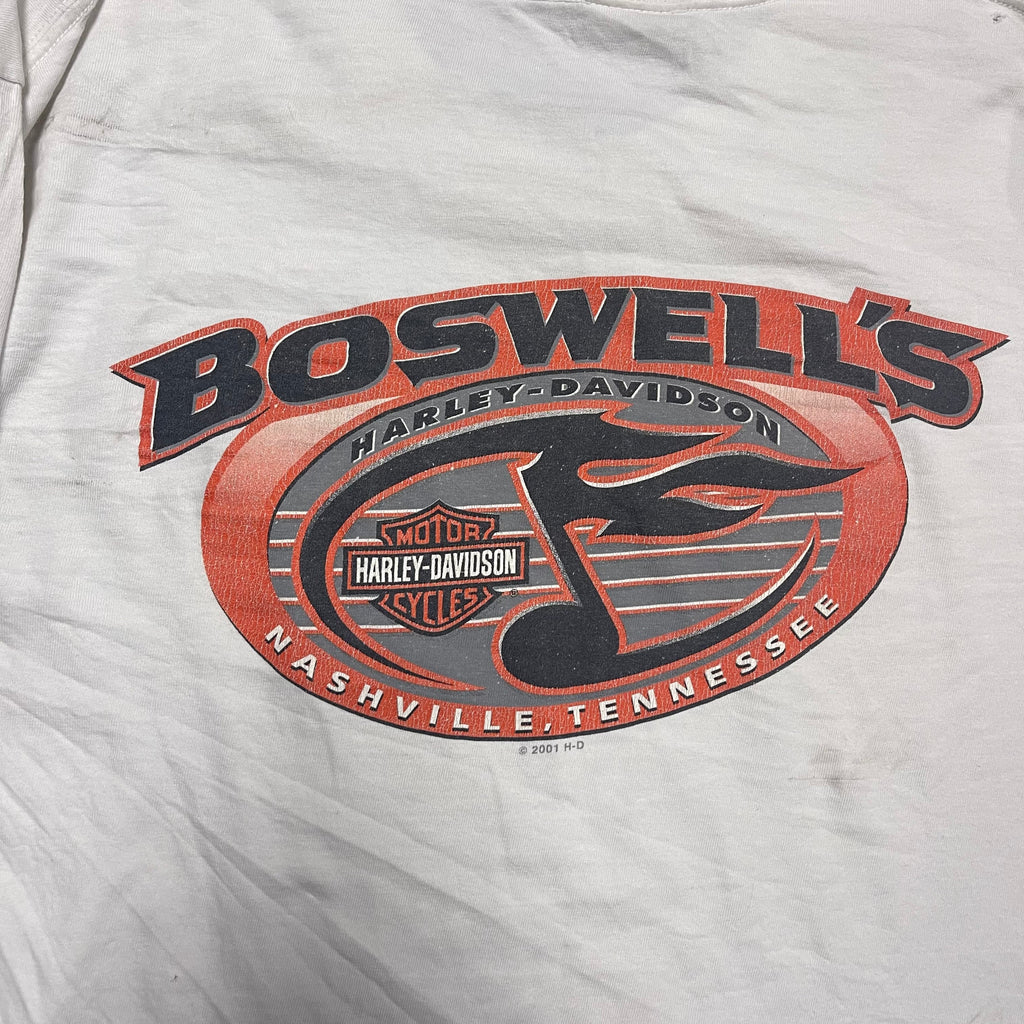 BOSWELL'S
HARLEY-DAVIDSON
MOTOR
HARLEY-DAVIDSON
CYCLES
®
NASHVILLE, TENNESSEE
© 2001 H-D